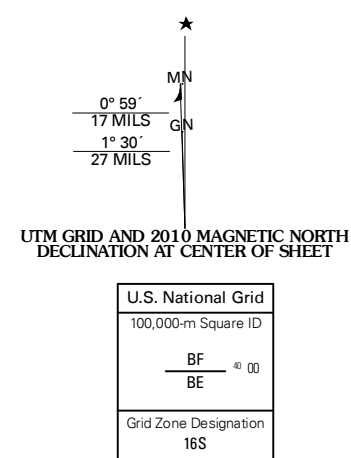 ★
MN
0° 59´
17 MILS
GN
1° 30´
27 MILS
UTM GRID AND 2010 MAGNETIC NORTH
DECLINATION AT CENTER OF SHEET
U.S. National Grid
100,000-m Square ID
BF
40 00
BE
Grid Zone Designation
16S